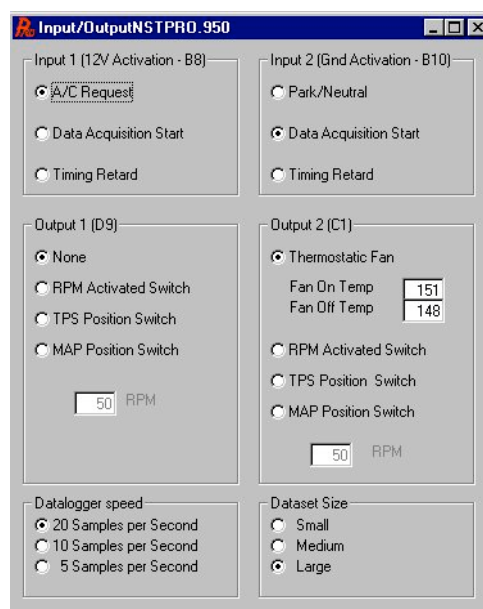 Input/OutputNSTPRO.950
Input 1 (12V Activation - B8)
A/C Request
Data Acquisition Start
Timing Retard
Input 2 (Gnd Activation - B10)
Park/Neutral
Data Acquisition Start
Timing Retard
Output 1 (D9)
None
RPM Activated Switch
TPS Position Switch
MAP Position Switch
50 RPM
Output 2 (C1)
Thermostatic Fan
Fan On Temp 151
Fan Off Temp 148
RPM Activated Switch
TPS Position Switch
MAP Position Switch
50 RPM
Datalogger speed
20 Samples per Second
10 Samples per Second
5 Samples per Second
Dataset Size
Small
Medium
Large